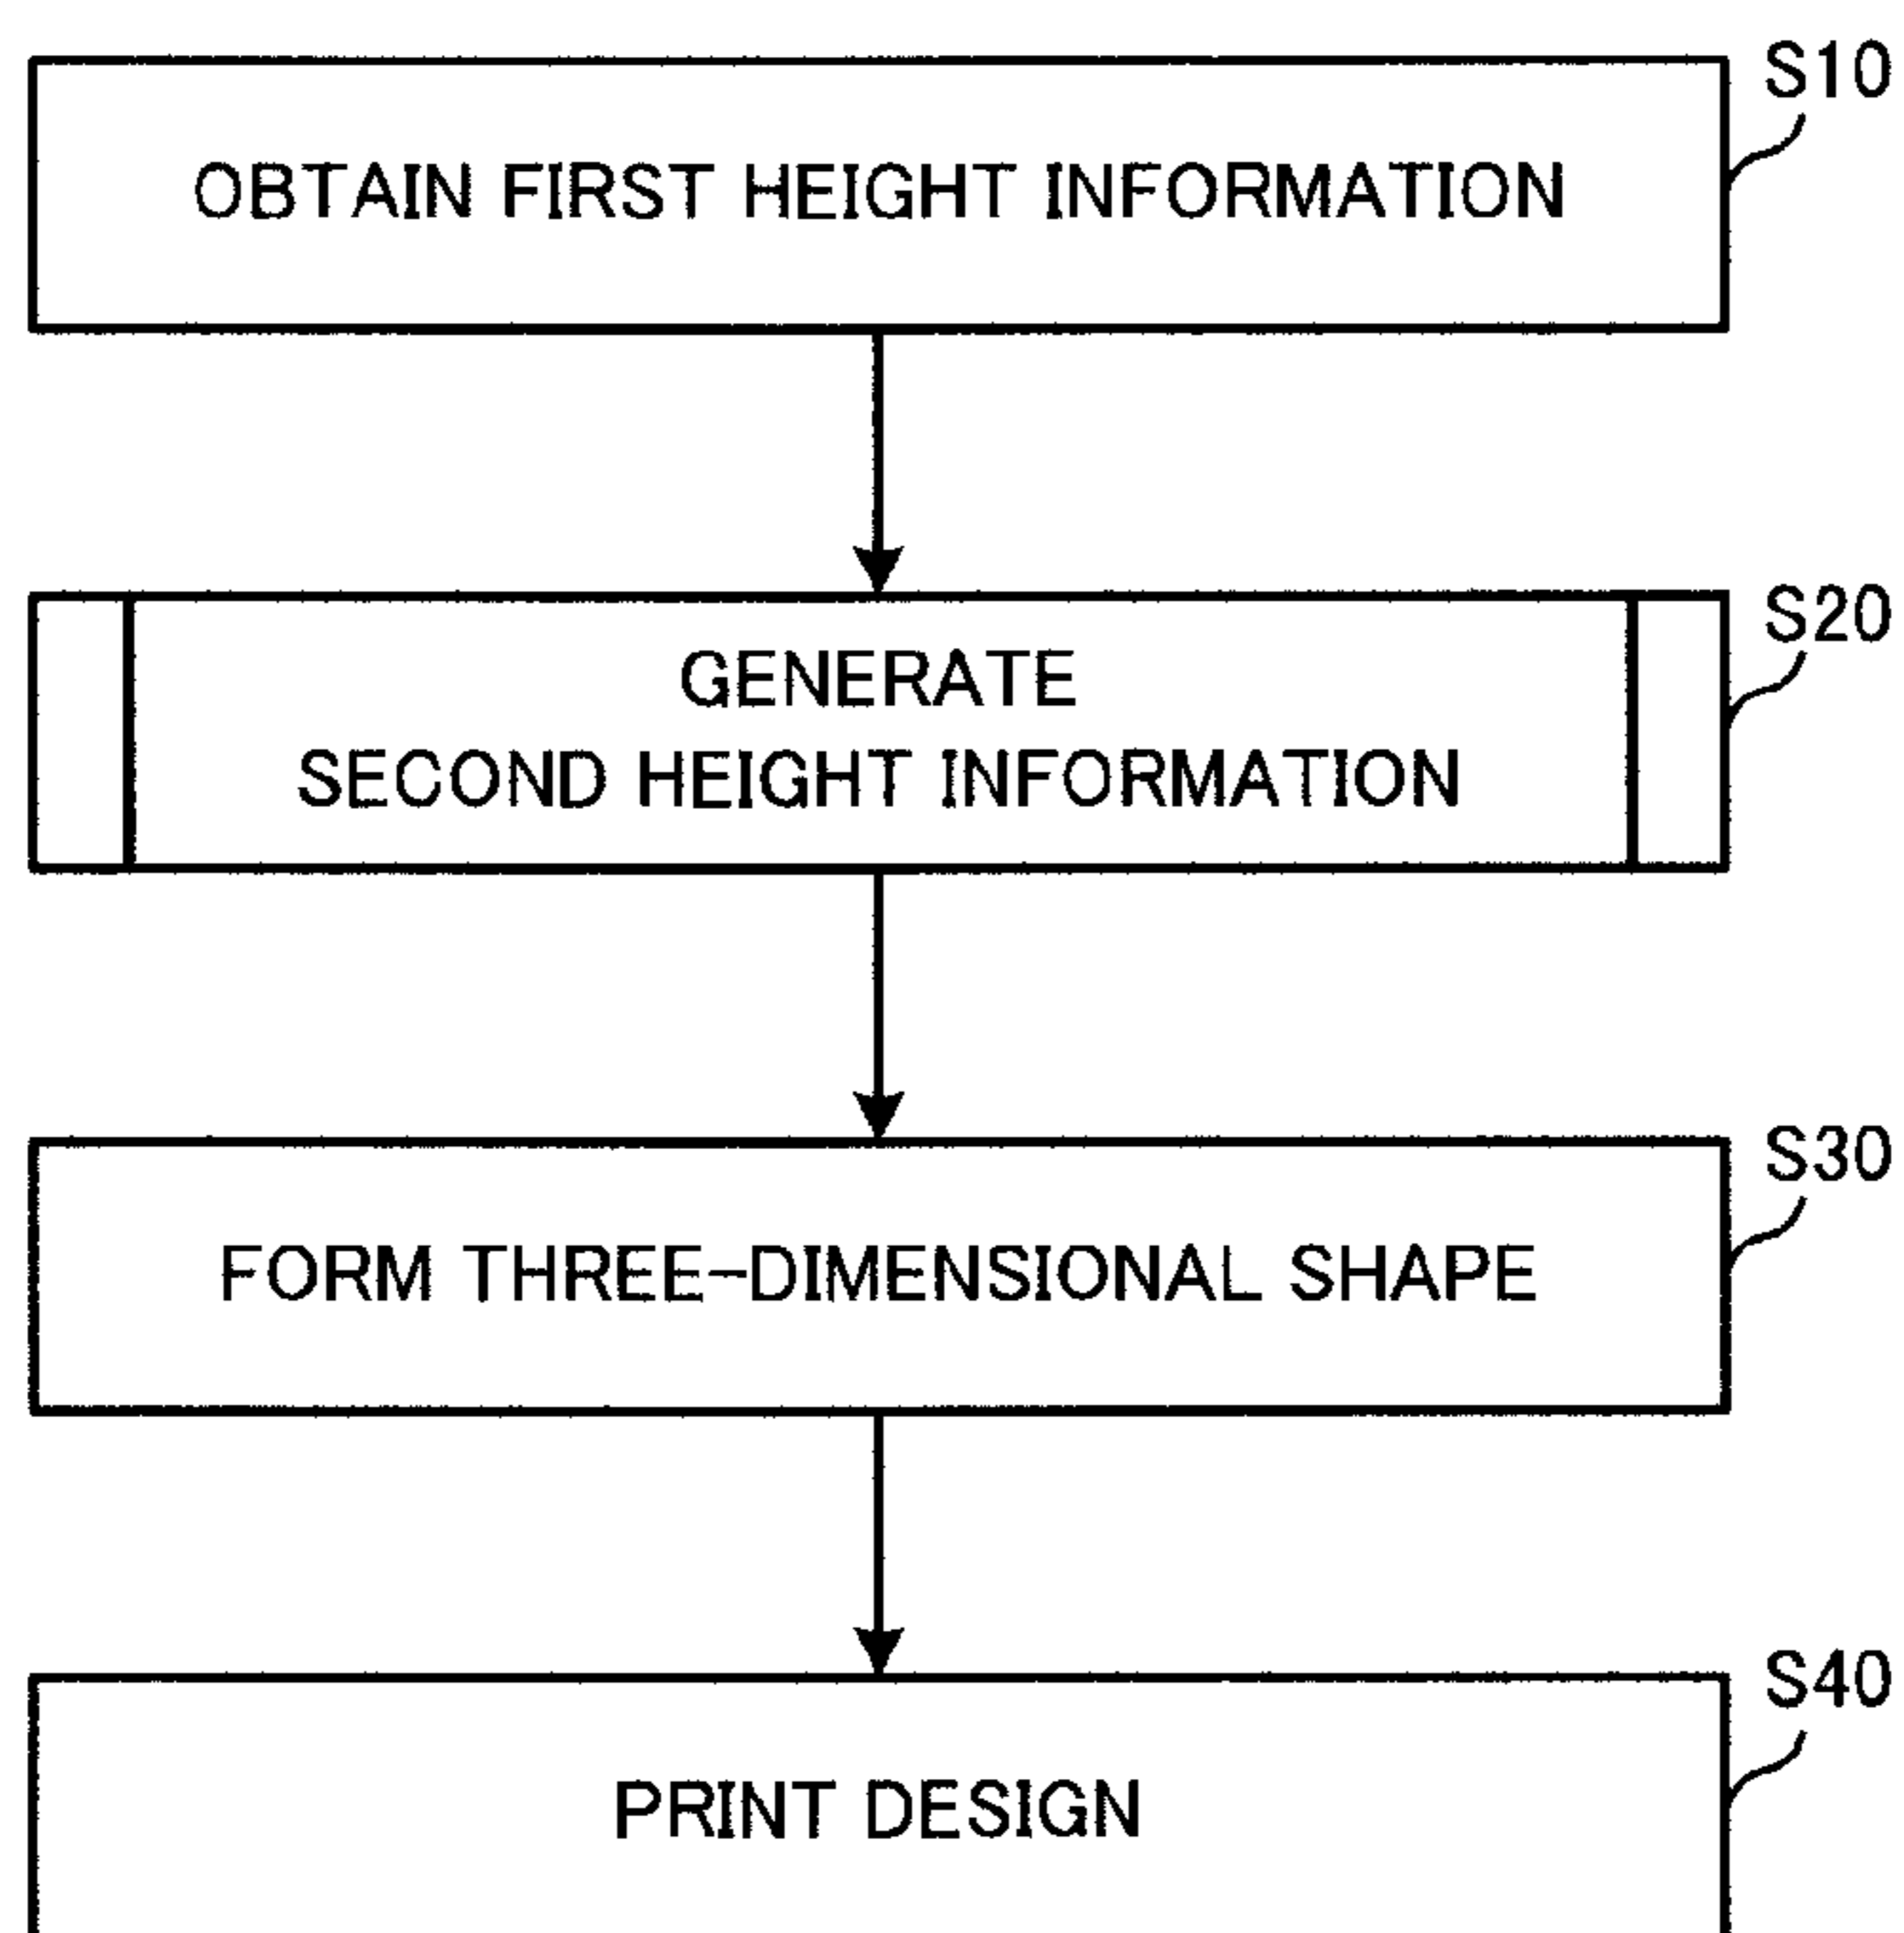 S10
OBTAIN FIRST HEIGHT INFORMATION
S20
GENERATE
SECOND HEIGHT INFORMATION
S30
FORM THREE-DIMENSIONAL SHAPE
S40
PRINT DESIGN